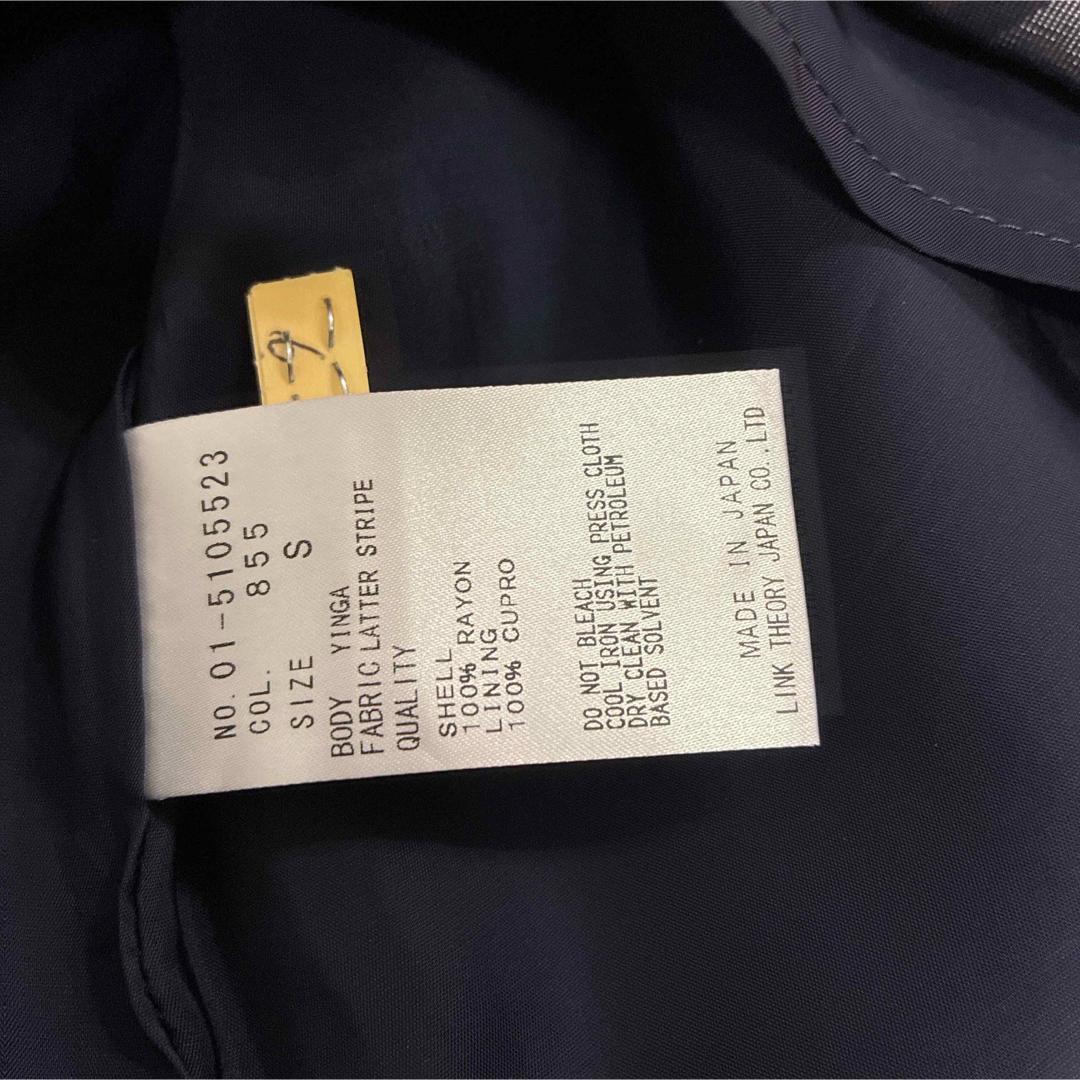 NO. 01-5105523
COL. 855
SIZE S
BODY YINGA
FABRIC LATTER STRIPE
QUALITY
SHELL
100% RAYON
LINING
100% CUPRO
DO NOT BLEACH
COOL IRON USING PRESS CLOTH
DRY CLEAN WITH PETROLEUM
BASED SOLVENT
MADE IN JAPAN
LINK THEORY JAPAN CO.,LTD